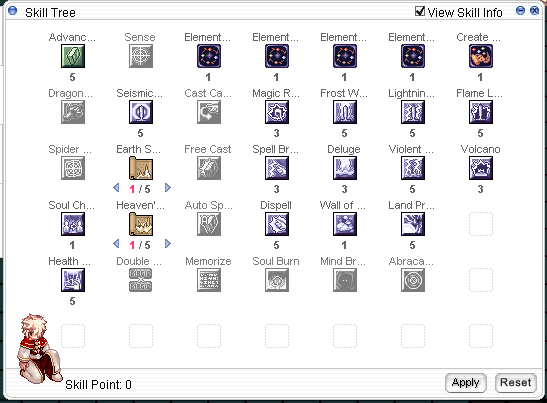 Skill Tree
View Skill Info
Advanc... Sense Element... Element... Element... Element... Create ...
5 1 1 1 1 1
Dragon... Seismic... Cast Ca... Magic R... Frost W... Lightnin... Flame L...
5 3 5 5 5
Spider ... Earth S... Free Cast Spell Br... Deluge Violent ... Volcano
1 / 5 3 3 5 3
Soul Ch... Heaven'... Auto Sp... Dispell Wall of ... Land Pr...
1 1 / 5 5 1 5
Health ... Double ... Memorize Soul Burn Mind Br... Abraca...
5
Skill Point: 0
Apply Reset